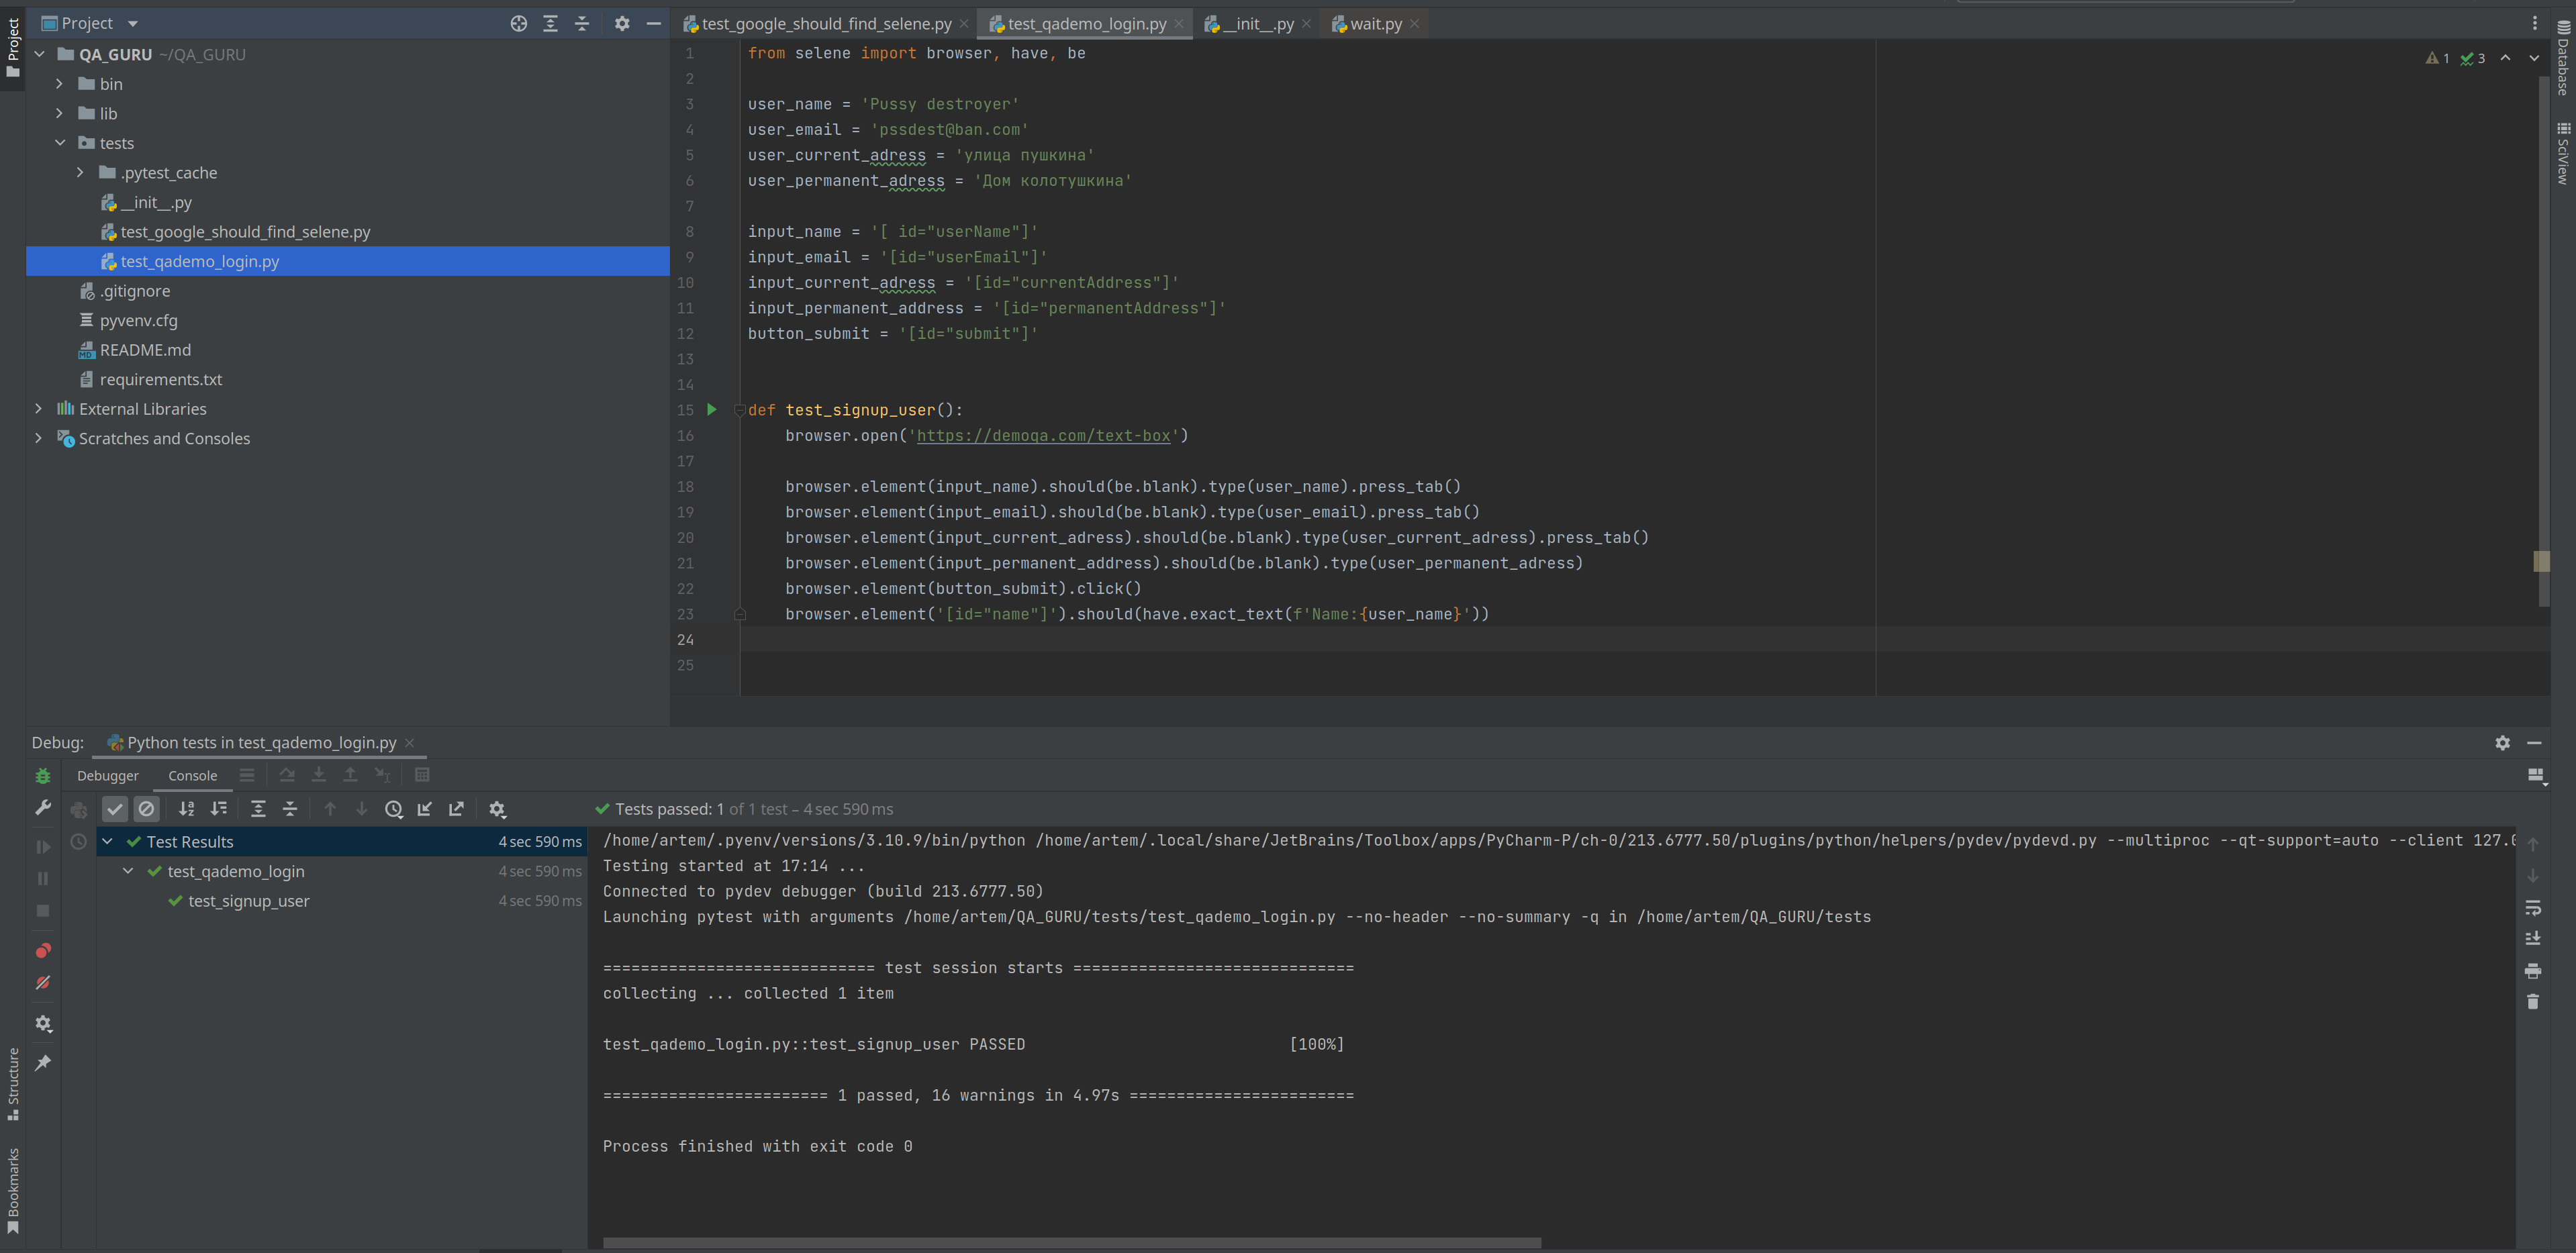 Project
QA_GURU ~/QA_GURU
bin
lib
tests
.pytest_cache
__init__.py
test_google_should_find_selene.py
test_qademo_login.py
.gitignore
pyvenv.cfg
README.md
requirements.txt
External Libraries
Scratches and Consoles
Project
Structure
Bookmarks
test_google_should_find_selene.py
test_qademo_login.py
__init__.py
wait.py
1 3
Database
SciView
1 from selene import browser, have, be
2
3 user_name = 'Pussy destroyer'
4 user_email = 'pssdest@ban.com'
5 user_current_adress = 'улица пушкина'
6 user_permanent_adress = 'Дом колотушкина'
7
8 input_name = '[ id="userName"]'
9 input_email = '[id="userEmail"]'
10 input_current_adress = '[id="currentAddress"]'
11 input_permanent_address = '[id="permanentAddress"]'
12 button_submit = '[id="submit"]'
13
14
15 def test_signup_user():
16 browser.open('https://demoqa.com/text-box')
17
18 browser.element(input_name).should(be.blank).type(user_name).press_tab()
19 browser.element(input_email).should(be.blank).type(user_email).press_tab()
20 browser.element(input_current_adress).should(be.blank).type(user_current_adress).press_tab()
21 browser.element(input_permanent_address).should(be.blank).type(user_permanent_adress)
22 browser.element(button_submit).click()
23 browser.element('[id="name"]').should(have.exact_text(f'Name:{user_name}'))
24
25
Debug: Python tests in test_qademo_login.py
Debugger Console
Tests passed: 1 of 1 test – 4 sec 590 ms
Test Results 4 sec 590 ms
test_qademo_login 4 sec 590 ms
test_signup_user 4 sec 590 ms
/home/artem/.pyenv/versions/3.10.9/bin/python /home/artem/.local/share/JetBrains/Toolbox/apps/PyCharm-P/ch-0/213.6777.50/plugins/python/helpers/pydev/pydevd.py --multiproc --qt-support=auto --client 127.0
Testing started at 17:14 ...
Connected to pydev debugger (build 213.6777.50)
Launching pytest with arguments /home/artem/QA_GURU/tests/test_qademo_login.py --no-header --no-summary -q in /home/artem/QA_GURU/tests
============================= test session starts ==============================
collecting ... collected 1 item
test_qademo_login.py::test_signup_user PASSED [100%]
======================== 1 passed, 16 warnings in 4.97s ========================
Process finished with exit code 0